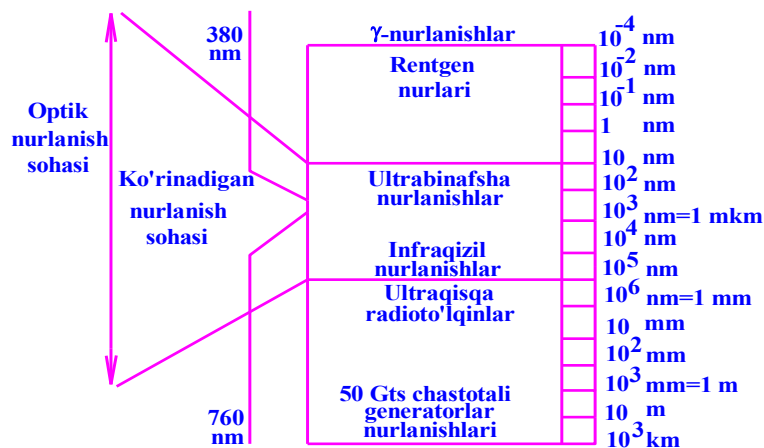 380
nm
γ-nurlanishlar
Rentgen
nurlari
Optik
nurlanish
sohasi
Ko'rinadigan
nurlanish
sohasi
Ultrabinafsha
nurlanishlar
Infraqizil
nurlanishlar
Ultraqisqa
radioto'lqinlar
50 Gts chastotali
generatorlar
nurlanishlari
760
nm
10⁻⁴ nm
10⁻² nm
10⁻¹ nm
1 nm
10 nm
10² nm
10³ nm=1 mkm
10⁴ nm
10⁵ nm
10⁶ nm=1 mm
10 mm
10² mm
10³ mm=1 m
10 m
10³ km